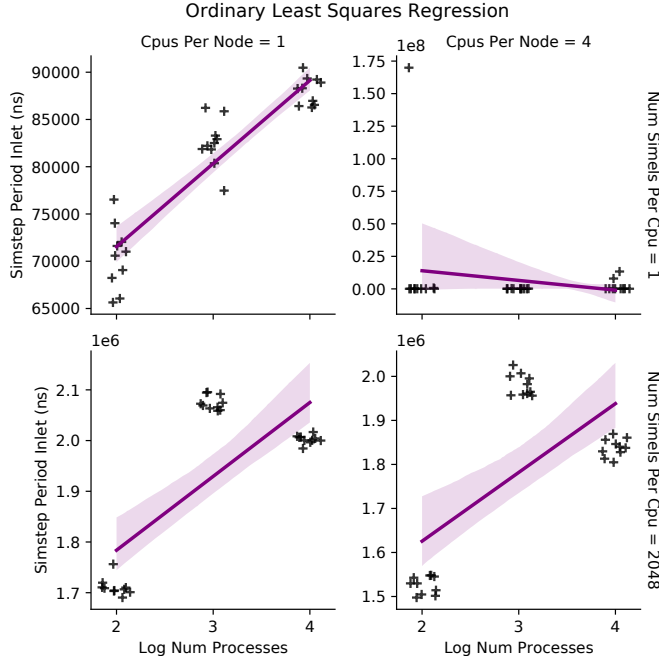 Ordinary Least Squares Regression
Cpus Per Node = 1
Cpus Per Node = 4
1e8
90000
85000
80000
75000
70000
65000
Simstep Period Inlet (ns)
1.75
1.50
1.25
1.00
0.75
0.50
0.25
0.00
Num Simels Per Cpu = 1
1e6
2.1
2.0
1.9
1.8
1.7
Simstep Period Inlet (ns)
2
3
4
Log Num Processes
1e6
2.0
1.9
1.8
1.7
1.6
1.5
2
3
4
Log Num Processes
Num Simels Per Cpu = 2048